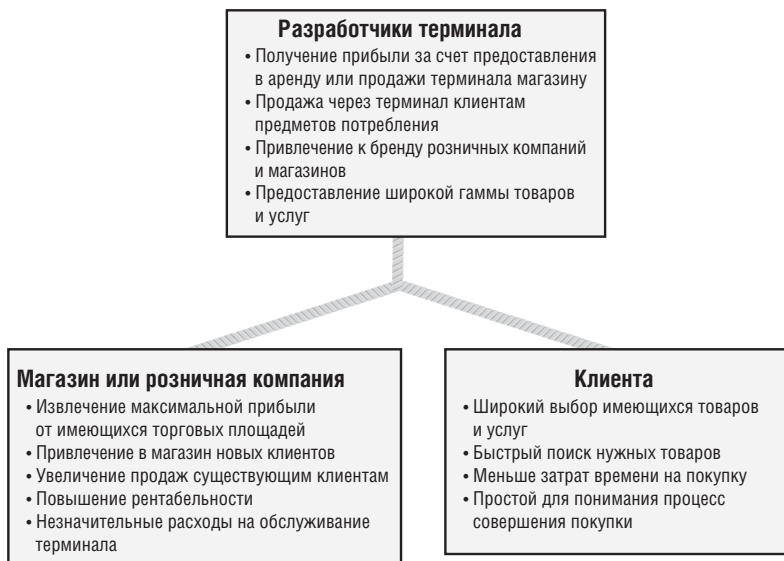 Разработчики терминала
• Получение прибыли за счет предоставления
в аренду или продажи терминала магазину
• Продажа через терминал клиентам
предметов потребления
• Привлечение к бренду розничных компаний
и магазинов
• Предоставление широкой гаммы товаров
и услуг
Магазин или розничная компания
• Извлечение максимальной прибыли
от имеющихся торговых площадей
• Привлечение в магазин новых клиентов
• Увеличение продаж существующим клиентам
• Повышение рентабельности
• Незначительные расходы на обслуживание
терминала
Клиента
• Широкий выбор имеющихся товаров
и услуг
• Быстрый поиск нужных товаров
• Меньше затрат времени на покупку
• Простой для понимания процесс
совершения покупки